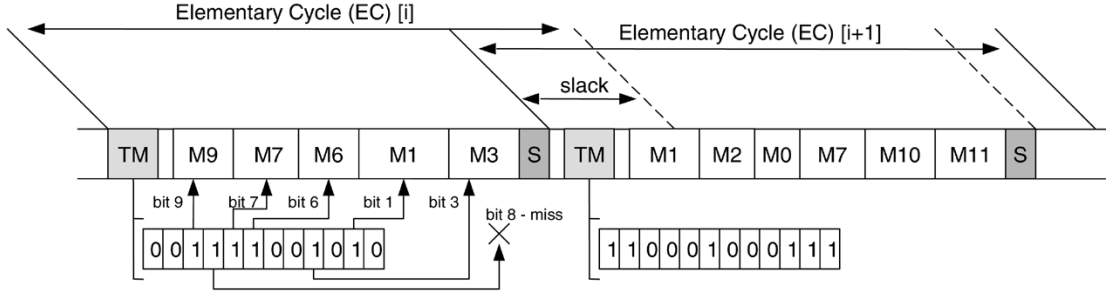 Elementary Cycle (EC) [i]
Elementary Cycle (EC) [i+1]
slack
TM M9 M7 M6 M1 M3 S TM M1 M2 M0 M7 M10 M11 S
bit 9 bit 7 bit 6 bit 1 bit 3 bit 8 - miss
0 0 1 1 1 1 0 0 1 0 1 0 1 1 0 0 0 1 0 0 0 1 1 1